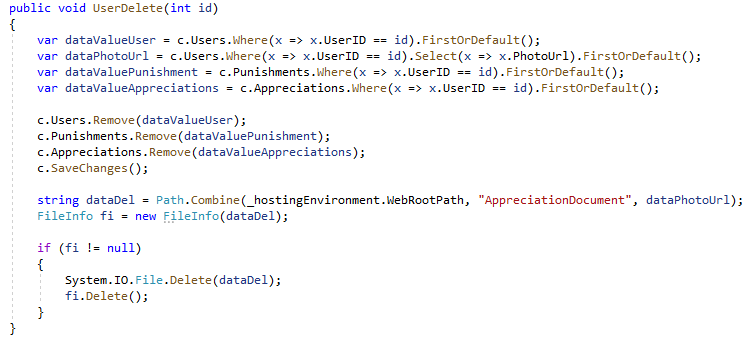 public void UserDelete(int id)
{
    var dataValueUser = c.Users.Where(x => x.UserID == id).FirstOrDefault();
    var dataPhotoUrl = c.Users.Where(x => x.UserID == id).Select(x => x.PhotoUrl).FirstOrDefault();
    var dataValuePunishment = c.Punishments.Where(x => x.UserID == id).FirstOrDefault();
    var dataValueAppreciations = c.Appreciations.Where(x => x.UserID == id).FirstOrDefault();

    c.Users.Remove(dataValueUser);
    c.Punishments.Remove(dataValuePunishment);
    c.Appreciations.Remove(dataValueAppreciations);
    c.SaveChanges();

    string dataDel = Path.Combine(_hostingEnvironment.WebRootPath, "AppreciationDocument", dataPhotoUrl);
    FileInfo fi = new FileInfo(dataDel);

    if (fi != null)
    {
        System.IO.File.Delete(dataDel);
        fi.Delete();
    }
}